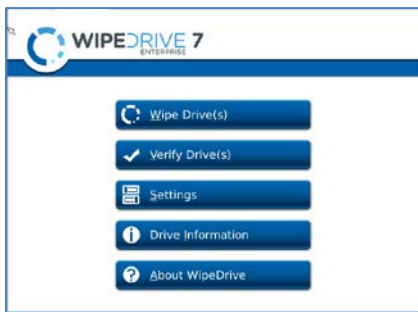 WIPEDRIVE 7
ENTERPRISE
Wipe Drive(s)
Verify Drive(s)
Settings
Drive Information
About WipeDrive